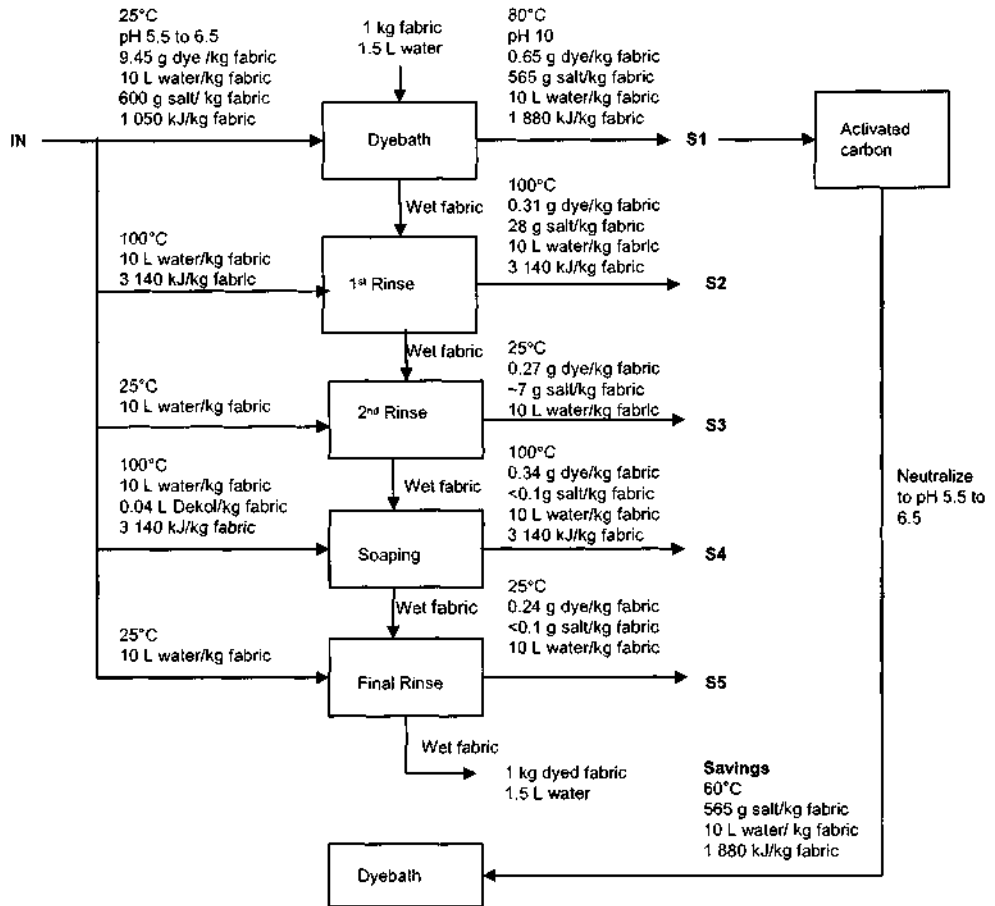 25°C
pH 5.5 to 6.5
9.45 g dye /kg fabric
10 L water/kg fabric
600 g salt/ kg fabric
1 050 kJ/kg fabric
1 kg fabric
1.5 L water
80°C
pH 10
0.65 g dye/kg fabric
565 g salt/kg fabric
10 L water/kg fabric
1 880 kJ/kg fabric
IN
Dyebath
S1
Activated
carbon
Wet fabric
100°C
10 L water/kg fabric
3 140 kJ/kg fabric
1st Rinse
100°C
0.31 g dye/kg fabric
28 g salt/kg fabric
10 L water/kg fabric
3 140 kJ/kg fabric
S2
Wet fabric
25°C
10 L water/kg fabric
2nd Rinse
25°C
0.27 g dye/kg fabric
~7 g salt/kg fabric
10 L water/kg fabric
S3
Wet fabric
100°C
10 L water/kg fabric
0.04 L Dekol/kg fabric
3 140 kJ/kg fabric
Soaping
100°C
0.34 g dye/kg fabric
<0.1g salt/kg fabric
10 L water/kg fabric
3 140 kJ/kg fabric
S4
Neutralize
to pH 5.5 to
6.5
Wet fabric
25°C
10 L water/kg fabric
Final Rinse
25°C
0.24 g dye/kg fabric
<0.1 g salt/kg fabric
10 L water/kg fabric
S5
Wet fabric
1 kg dyed fabric
1,5 L water
Savings
60°C
565 g salt/kg fabric
10 L water/ kg fabric
1 880 kJ/kg fabric
Dyebath